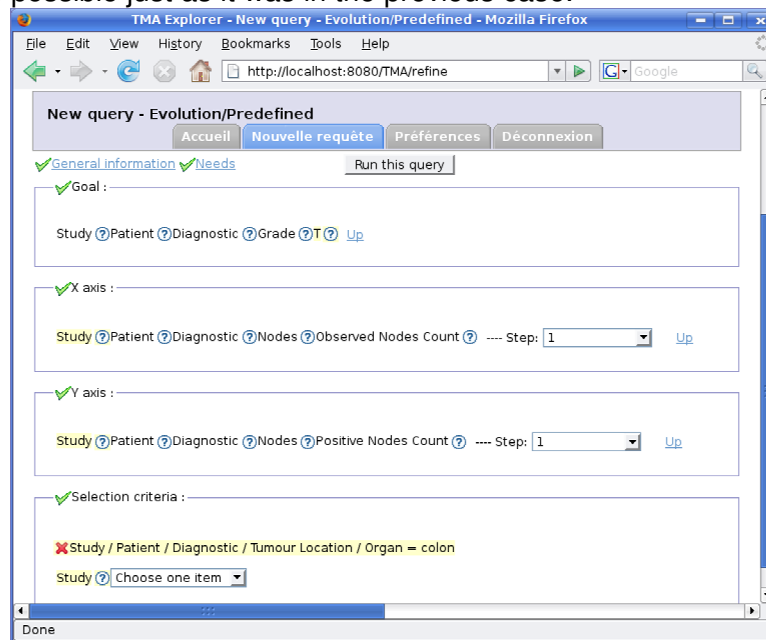 possible just as it was in the previous case.
TMA Explorer - New query - Evolution/Predefined - Mozilla Firefox
File Edit View History Bookmarks Tools Help
http://localhost:8080/TMA/refine
G Google
New query - Evolution/Predefined
Accueil Nouvelle requête Préférences Déconnexion
General information Needs Run this query
Goal :
Study ? Patient ? Diagnostic ? Grade ? T ? Up
X axis :
Study ? Patient ? Diagnostic ? Nodes ? Observed Nodes Count ? ---- Step: 1 Up
Y axis :
Study ? Patient ? Diagnostic ? Nodes ? Positive Nodes Count ? ---- Step: 1 Up
Selection criteria :
Study / Patient / Diagnostic / Tumour Location / Organ = colon
Study ? Choose one item
Done